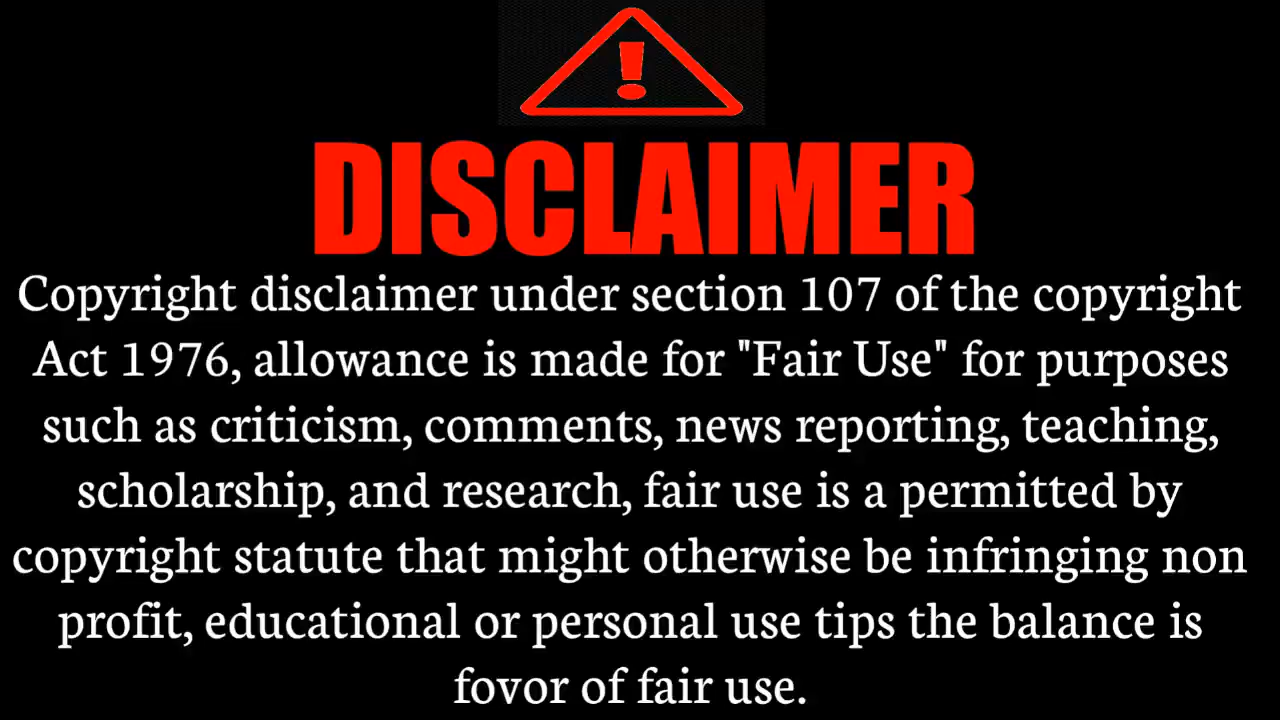 DISCLAIMER
Copyright disclaimer under section 107 of the copyright
Act 1976, allowance is made for "Fair Use" for purposes
such as criticism, comments, news reporting, teaching,
scholarship, and research, fair use is a permitted by
copyright statute that might otherwise be infringing non
profit, educational or personal use tips the balance is
fovor of fair use.